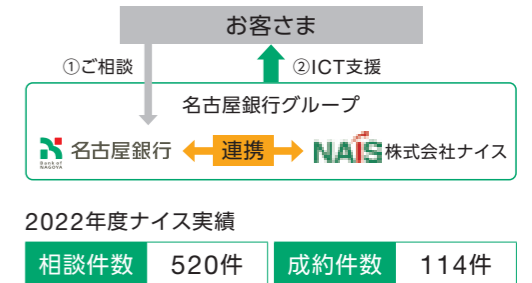 お客さま
①ご相談
②ICT支援
名古屋銀行グループ
Bank of NAGOYA 名古屋銀行 連携 NAIS 株式会社ナイス
2022年度ナイス実績
相談件数 520件 成約件数 114件